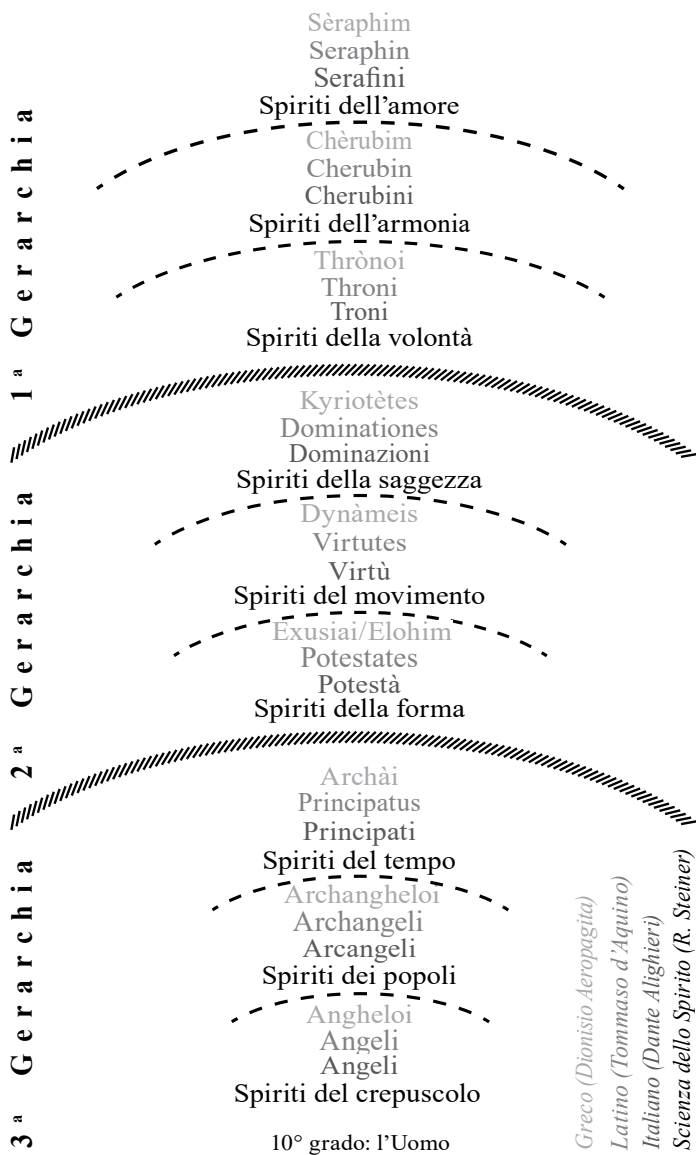 1ª Gerarchia
Sèraphim
Seraphin
Serafini
Spiriti dell’amore
Chèrubim
Cherubin
Cherubini
Spiriti dell’armonia
Thrònoi
Throni
Troni
Spiriti della volontà
2ª Gerarchia
Kyriotètes
Dominationes
Dominazioni
Spiriti della saggezza
Dynàmeis
Virtutes
Virtù
Spiriti del movimento
Exusiai/Elohim
Potestates
Potestà
Spiriti della forma
3ª Gerarchia
Archài
Principatus
Principati
Spiriti del tempo
Archangheloi
Archangeli
Arcangeli
Spiriti dei popoli
Angheloi
Angeli
Angeli
Spiriti del crepuscolo
10° grado: l’Uomo
Greco (Dionisio Aeropagita)
Latino (Tommaso d’Aquino)
Italiano (Dante Alighieri)
Scienza dello Spirito (R. Steiner)